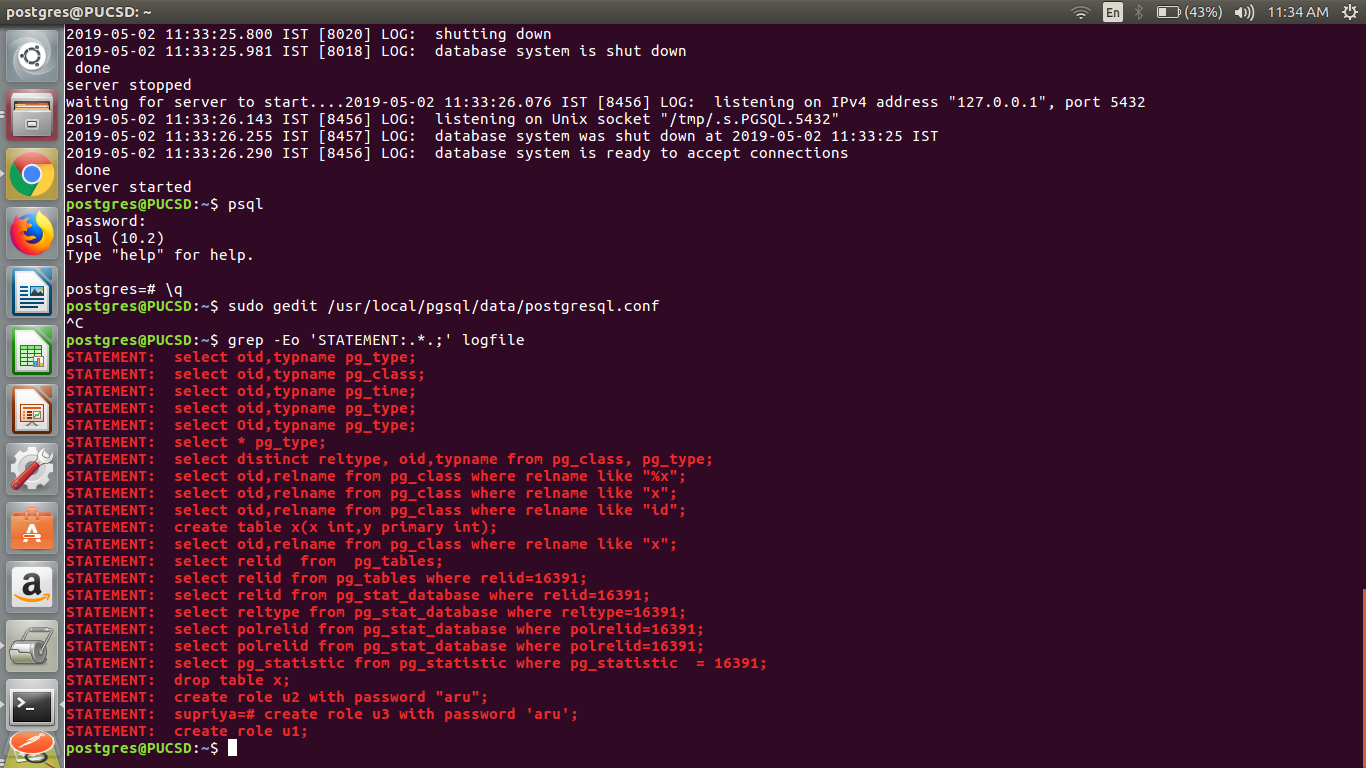 postgres@PUCSD: ~
En (43%) 11:34 AM
2019-05-02 11:33:25.800 IST [8020] LOG:  shutting down
2019-05-02 11:33:25.981 IST [8018] LOG:  database system is shut down
 done
server stopped
waiting for server to start....2019-05-02 11:33:26.076 IST [8456] LOG:  listening on IPv4 address "127.0.0.1", port 5432
2019-05-02 11:33:26.143 IST [8456] LOG:  listening on Unix socket "/tmp/.s.PGSQL.5432"
2019-05-02 11:33:26.255 IST [8457] LOG:  database system was shut down at 2019-05-02 11:33:25 IST
2019-05-02 11:33:26.290 IST [8456] LOG:  database system is ready to accept connections
 done
server started
postgres@PUCSD:~$ psql
Password:
psql (10.2)
Type "help" for help.
postgres=# \q
postgres@PUCSD:~$ sudo gedit /usr/local/pgsql/data/postgresql.conf
^C
postgres@PUCSD:~$ grep -Eo 'STATEMENT:.*.;' logfile
STATEMENT:  select oid,typname pg_type;
STATEMENT:  select oid,typname pg_class;
STATEMENT:  select oid,typname pg_time;
STATEMENT:  select oid,typname pg_type;
STATEMENT:  select Oid,typname pg_type;
STATEMENT:  select * pg_type;
STATEMENT:  select distinct reltype, oid,typname from pg_class, pg_type;
STATEMENT:  select oid,relname from pg_class where relname like "%x";
STATEMENT:  select oid,relname from pg_class where relname like "x";
STATEMENT:  select oid,relname from pg_class where relname like "id";
STATEMENT:  create table x(x int,y primary int);
STATEMENT:  select oid,relname from pg_class where relname like "x";
STATEMENT:  select relid  from  pg_tables;
STATEMENT:  select relid from pg_tables where relid=16391;
STATEMENT:  select relid from pg_stat_database where relid=16391;
STATEMENT:  select reltype from pg_stat_database where reltype=16391;
STATEMENT:  select polrelid from pg_stat_database where polrelid=16391;
STATEMENT:  select polrelid from pg_stat_database where polrelid=16391;
STATEMENT:  select pg_statistic from pg_statistic where pg_statistic  = 16391;
STATEMENT:  drop table x;
STATEMENT:  create role u2 with password "aru";
STATEMENT:  supriya=# create role u3 with password 'aru';
STATEMENT:  create role u1;
postgres@PUCSD:~$